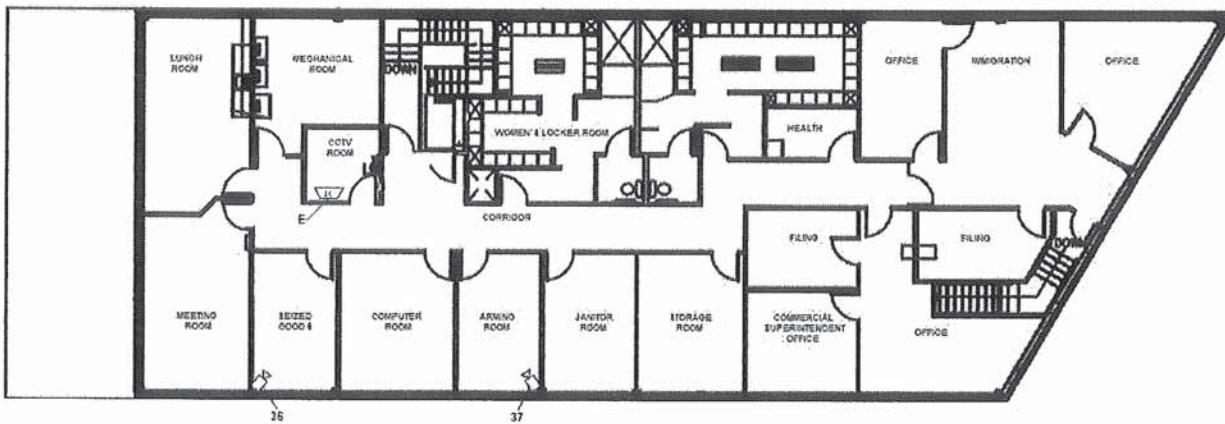 LUNCH
ROOM
MECHANICAL
ROOM
DOWN
WOMEN'S LOCKER ROOM
HEALTH
OFFICE
IMMIGRATION
OFFICE
CCTV
ROOM
E
CORRIDOR
FILING
FILING
DOWN
MEETING
ROOM
SEIZED
GOODS
COMPUTER
ROOM
ARMING
ROOM
JANITOR
ROOM
STORAGE
ROOM
COMMERCIAL
SUPERINTENDENT
OFFICE
OFFICE
36
37